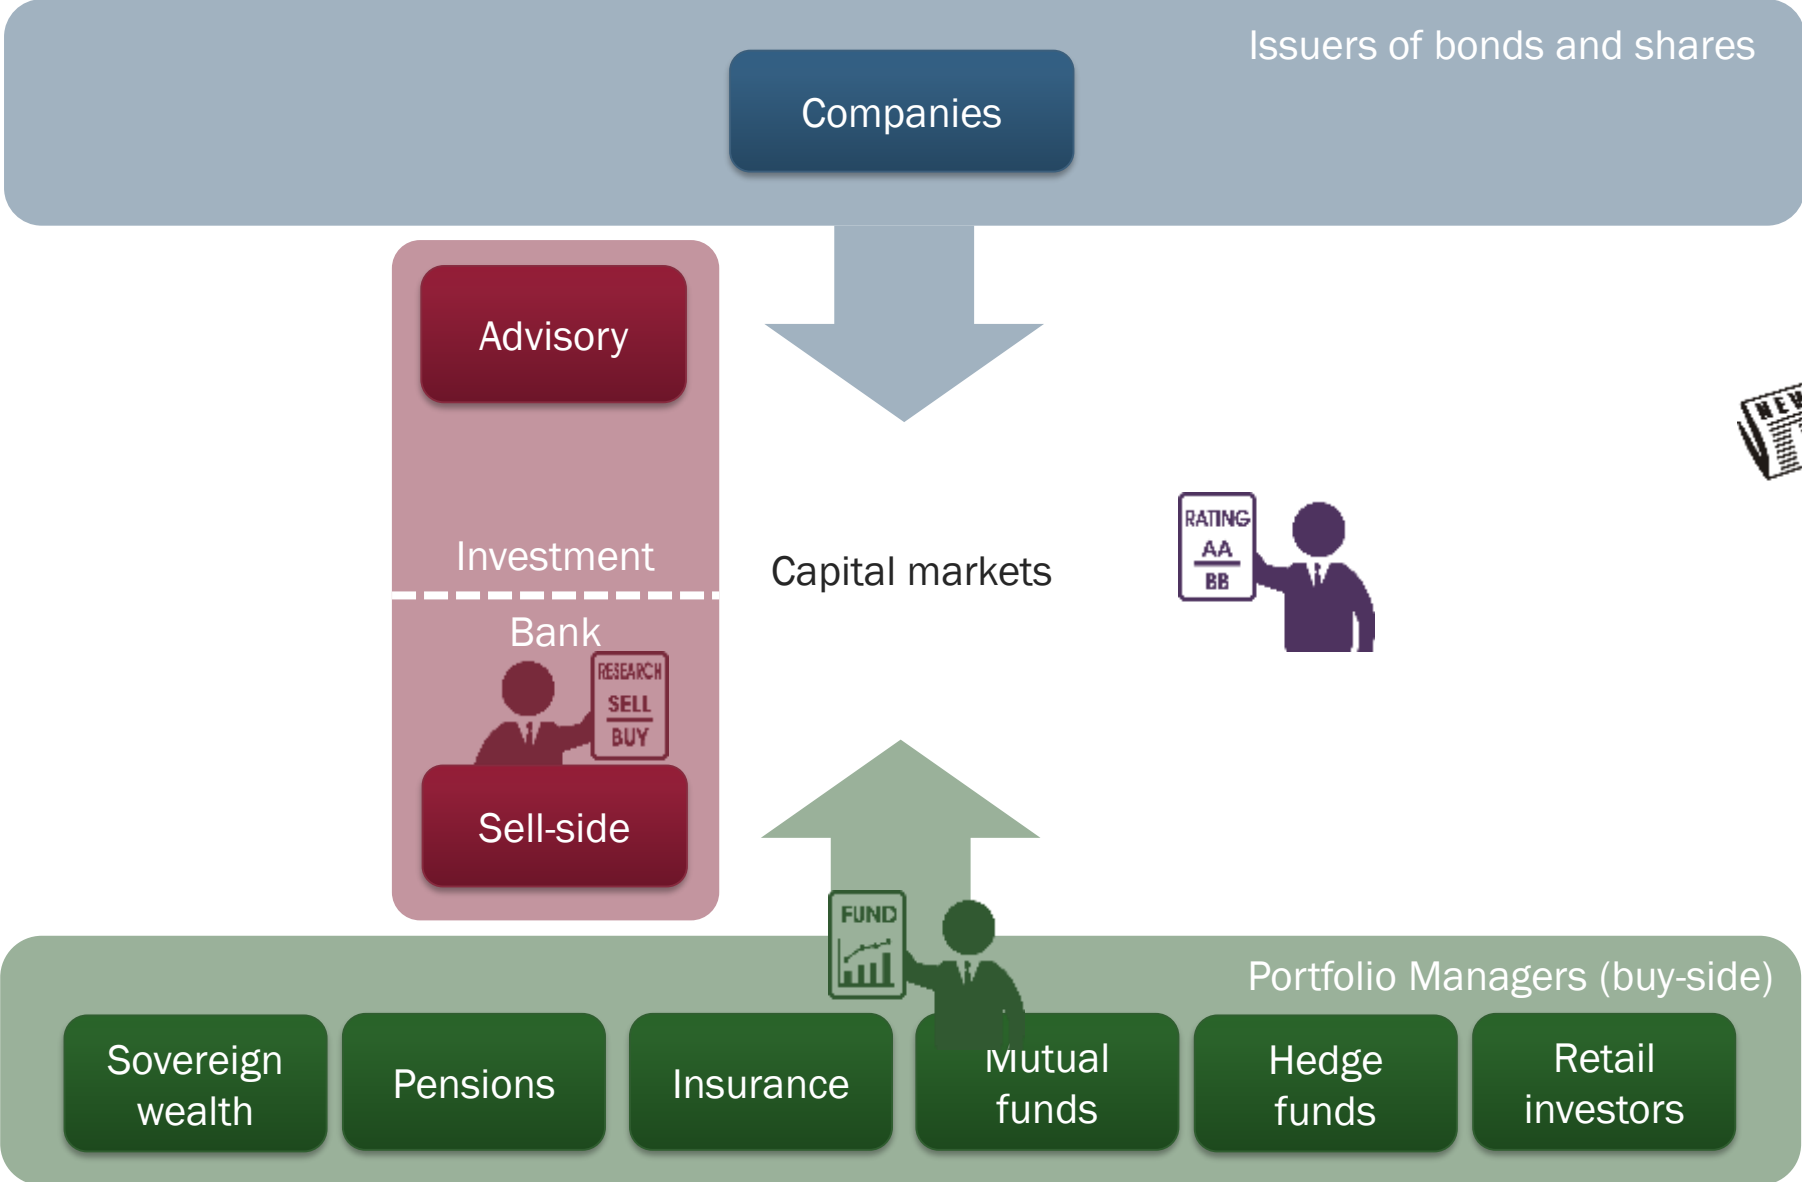 Issuers of bonds and shares
Companies
Advisory
Investment
Bank
RESEARCH
SELL
BUY
Sell-side
Capital markets
RATING
AA
BB
FUND
Portfolio Managers (buy-side)
Sovereign
wealth
Pensions
Insurance
Mutual
funds
Hedge
funds
Retail
investors